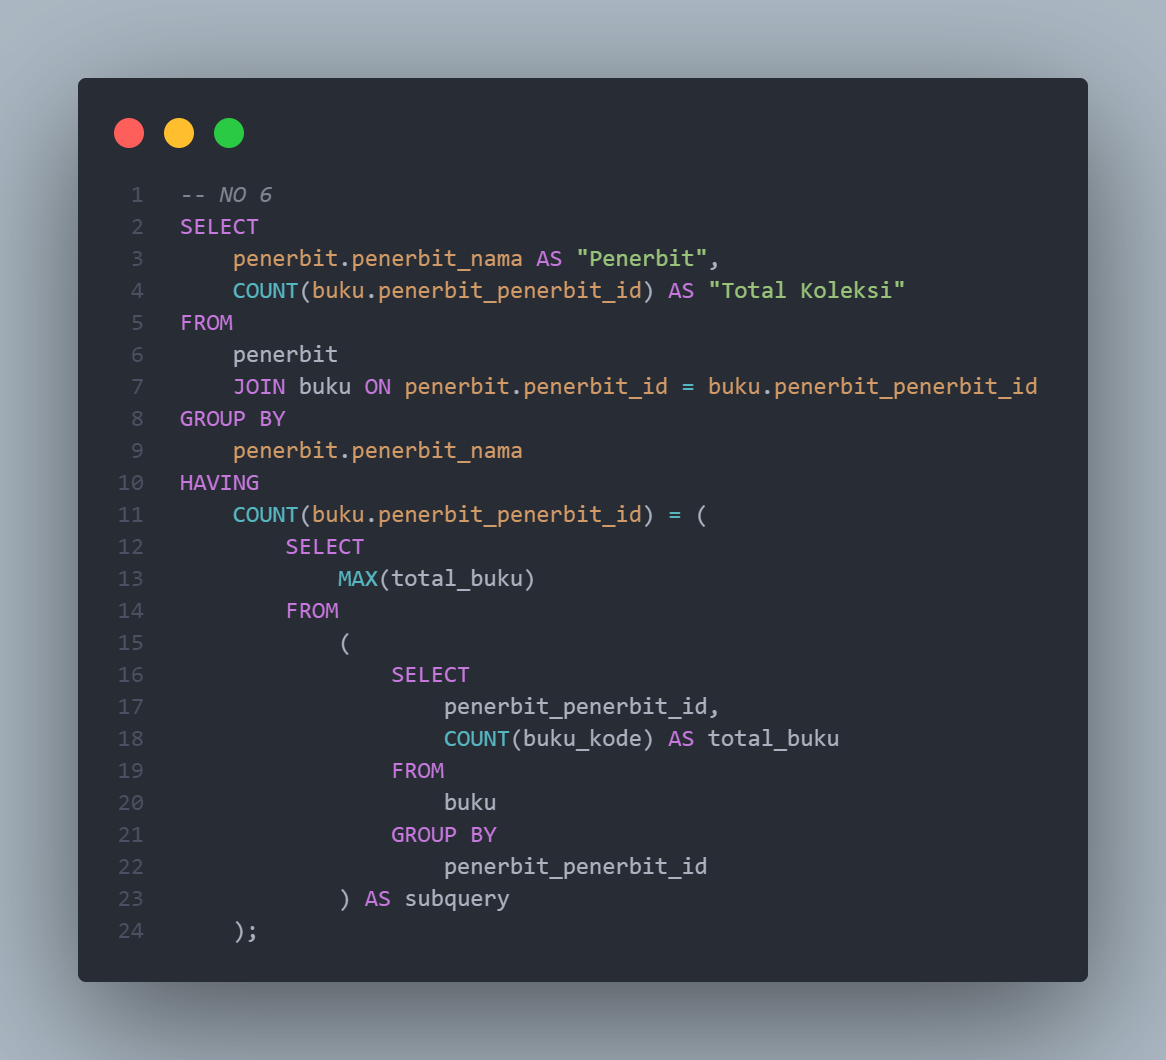 1 -- NO 6
2 SELECT
3     penerbit.penerbit_nama AS "Penerbit",
4     COUNT(buku.penerbit_penerbit_id) AS "Total Koleksi"
5 FROM
6     penerbit
7     JOIN buku ON penerbit.penerbit_id = buku.penerbit_penerbit_id
8 GROUP BY
9     penerbit.penerbit_nama
10 HAVING
11     COUNT(buku.penerbit_penerbit_id) = (
12         SELECT
13             MAX(total_buku)
14         FROM
15             (
16                 SELECT
17                     penerbit_penerbit_id,
18                     COUNT(buku_kode) AS total_buku
19                 FROM
20                     buku
21                 GROUP BY
22                     penerbit_penerbit_id
23             ) AS subquery
24     );